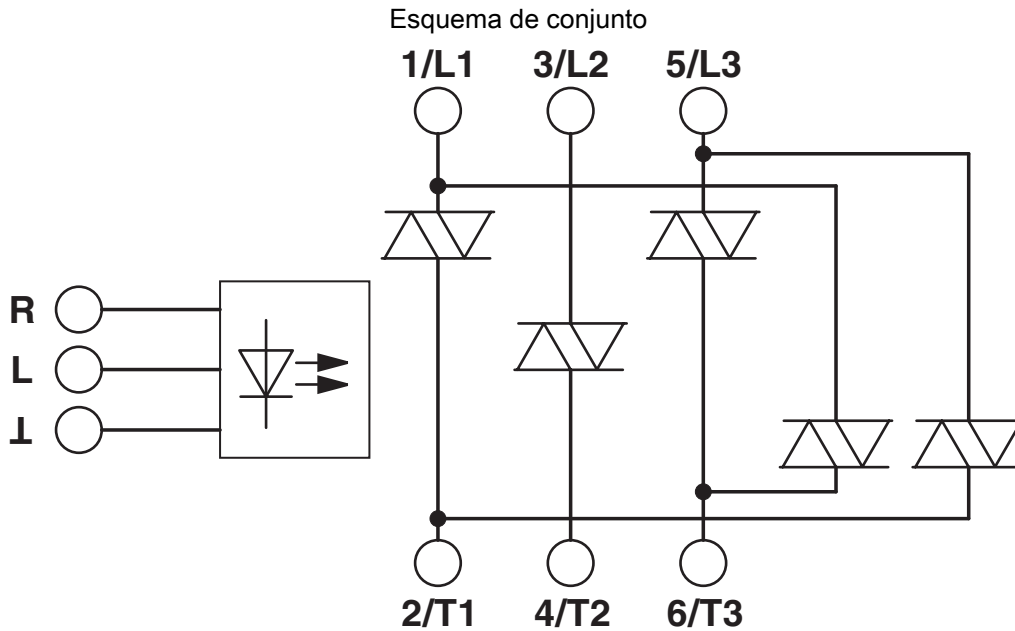 Esquema de conjunto
1/L1 3/L2 5/L3
R
L
⊥
2/T1 4/T2 6/T3